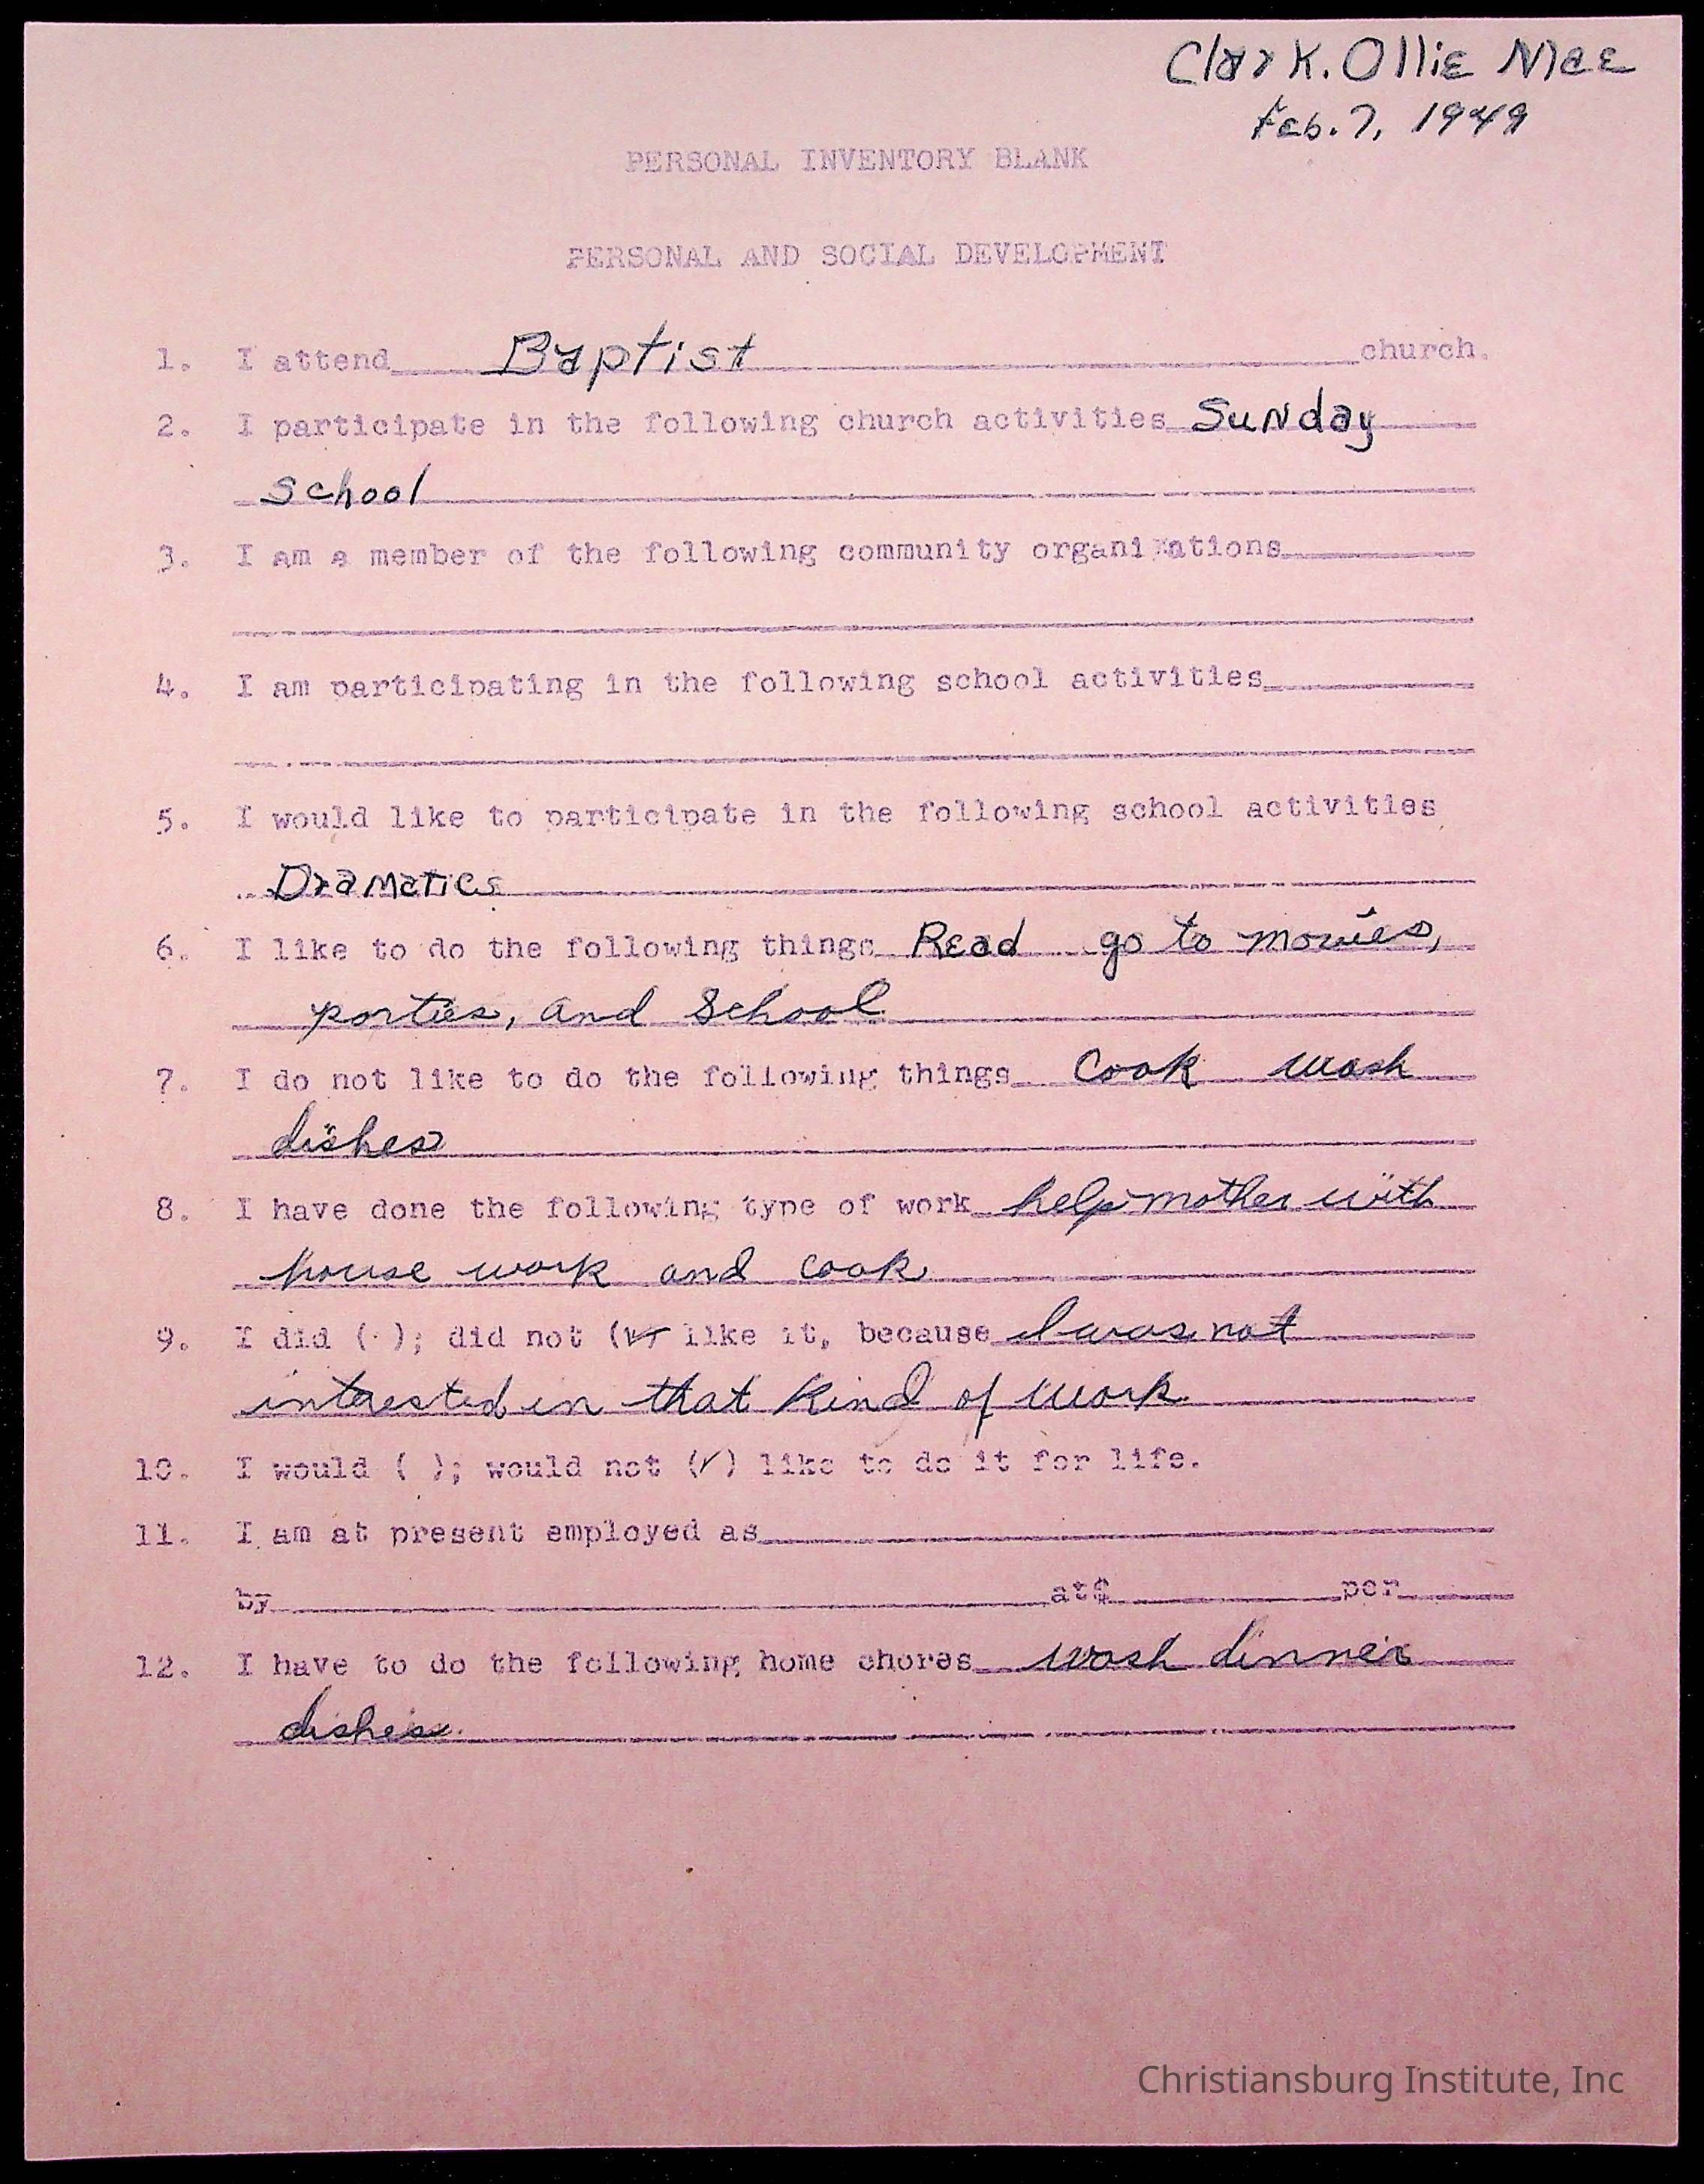 Clark. Ollie Mae
Feb. 7, 1949
PERSONAL INVENTORY BLANK
PERSONAL AND SOCIAL DEVELOPMENT
1. I attend Baptist church.
2. I participate in the following church activities Sunday
school
3. I am a member of the following community organizations
4. I am participating in the following school activities
5. I would like to participate in the following school activities
Dramatics
6. I like to do the following things Read go to movies,
parties, and School
7. I do not like to do the following things Cook wash
dishes
8. I have done the following type of work help mother with
house work and cook
9. I did ( ); did not (✓) like it, because I was not
intrested in that kind of work.
10. I would ( ); would not (✓) like to do it for life.
11. I am at present employed as
by at $ per
12. I have to do the following home chores wash dinner
dishes.
Christiansburg Institute, Inc